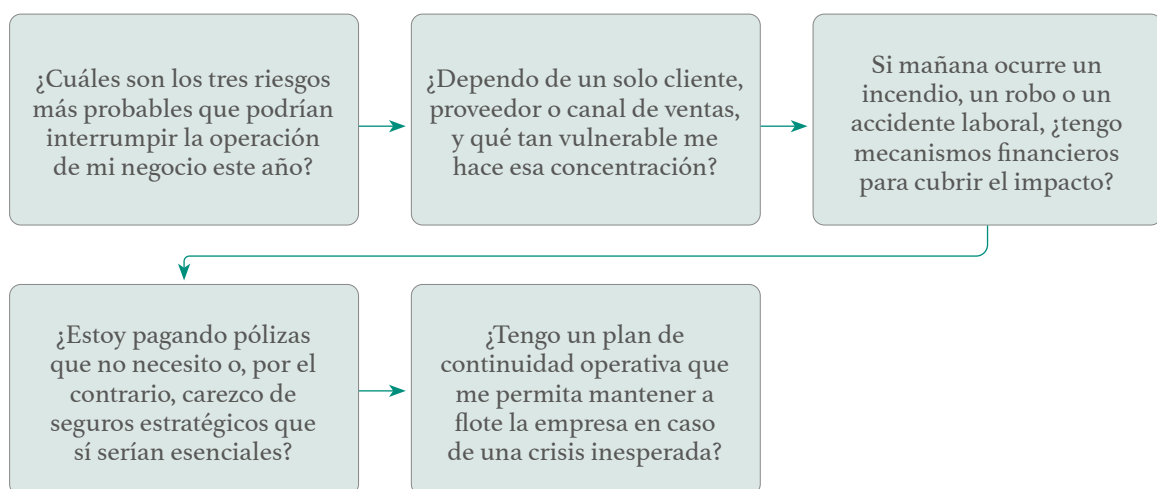 ¿Cuáles son los tres riesgos
más probables que podrían
interrumpir la operación
de mi negocio este año?
¿Dependo de un solo cliente,
proveedor o canal de ventas,
y qué tan vulnerable me
hace esa concentración?
Si mañana ocurre un
incendio, un robo o un
accidente laboral, ¿tengo
mecanismos financieros
para cubrir el impacto?
¿Estoy pagando pólizas
que no necesito o, por el
contrario, carezco de
seguros estratégicos que
sí serían esenciales?
¿Tengo un plan de
continuidad operativa que
me permita mantener a
flote la empresa en caso
de una crisis inesperada?